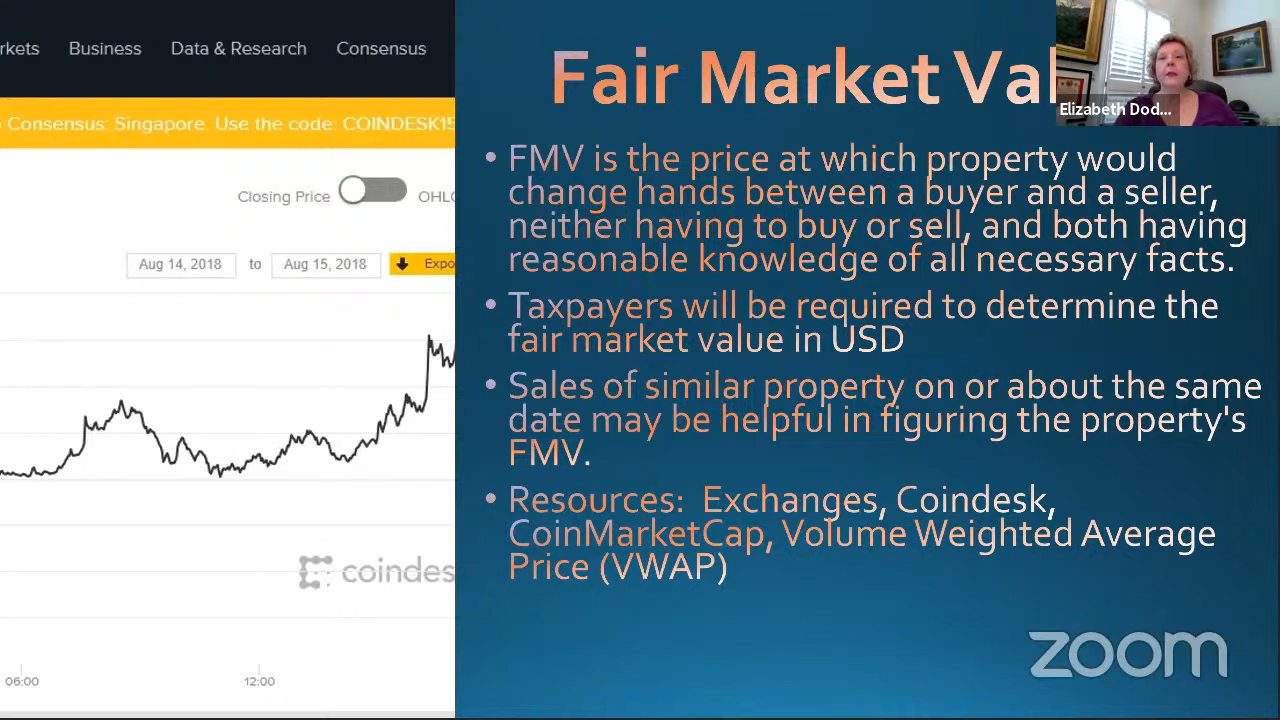 rkets Business Data & Research Consensus
Consensus: Singapore. Use the code: COINDESK15
Closing Price OHLC
Aug 14, 2018 to Aug 15, 2018 Expo
coindes
06:00 12:00
Fair Market Val
Elizabeth Dod...
• FMV is the price at which property would
change hands between a buyer and a seller,
neither having to buy or sell, and both having
reasonable knowledge of all necessary facts.
• Taxpayers will be required to determine the
fair market value in USD
• Sales of similar property on or about the same
date may be helpful in figuring the property's
FMV.
• Resources: Exchanges, Coindesk,
CoinMarketCap, Volume Weighted Average
Price (VWAP)
zoom